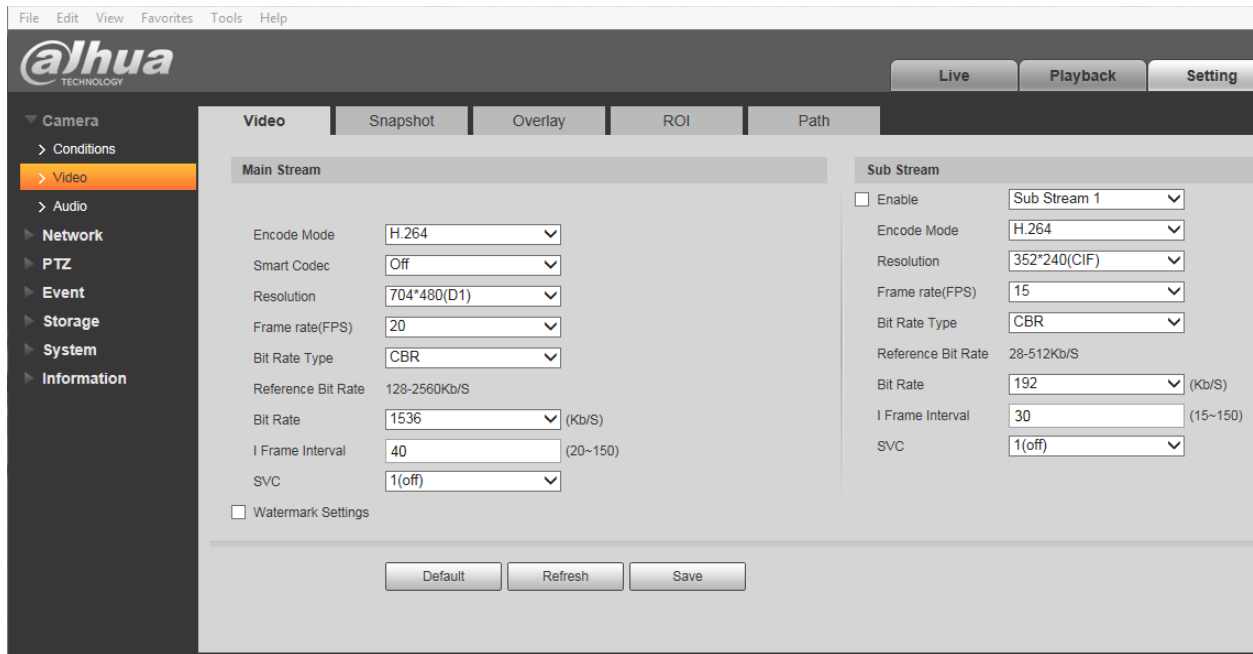 File Edit View Favorites Tools Help
alhua
TECHNOLOGY
Live Playback Setting
Camera
Conditions
Video
Audio
Network
PTZ
Event
Storage
System
Information
Video Snapshot Overlay ROI Path
Main Stream
Encode Mode H.264
Smart Codec Off
Resolution 704*480(D1)
Frame rate(FPS) 20
Bit Rate Type CBR
Reference Bit Rate 128-2560Kb/S
Bit Rate 1536 (Kb/S)
I Frame Interval 40 (20~150)
SVC 1(off)
Watermark Settings
Sub Stream
Enable Sub Stream 1
Encode Mode H.264
Resolution 352*240(CIF)
Frame rate(FPS) 15
Bit Rate Type CBR
Reference Bit Rate 28-512Kb/S
Bit Rate 192 (Kb/S)
I Frame Interval 30 (15~150)
SVC 1(off)
Default Refresh Save